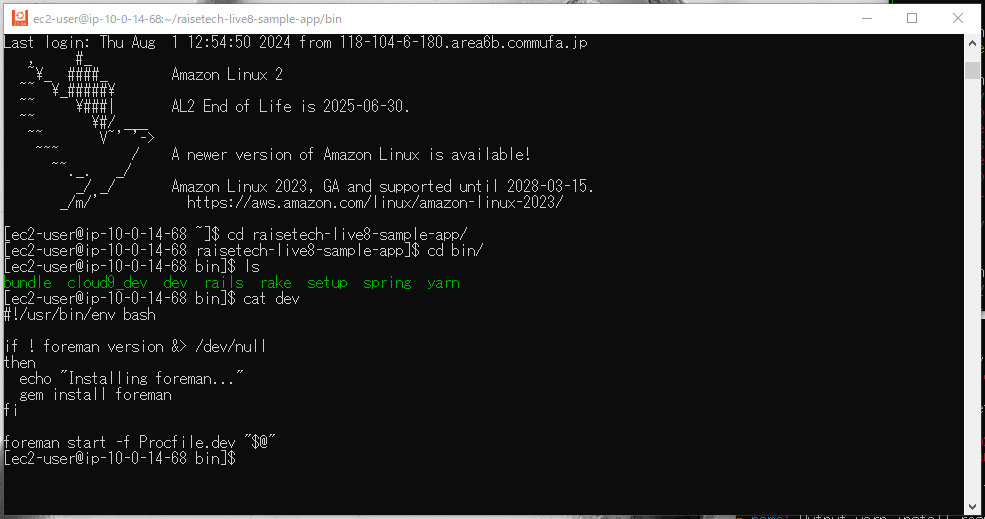 ec2-user@ip-10-0-14-68:~/raisetech-live8-sample-app/bin
Last login: Thu Aug  1 12:54:50 2024 from 118-104-6-180.area6b.commufa.jp
   ,     #_
   ~¥_  ####_        Amazon Linux 2
  ~~  ¥_#####¥
  ~~     ¥###|       AL2 End of Life is 2025-06-30.
  ~~       ¥#/ ___
   ~~       V~' '->
    ~~~         /    A newer version of Amazon Linux is available!
      ~~._.   _/
         _/ _/       Amazon Linux 2023, GA and supported until 2028-03-15.
       _/m/'           https://aws.amazon.com/linux/amazon-linux-2023/
[ec2-user@ip-10-0-14-68 ~]$ cd raisetech-live8-sample-app/
[ec2-user@ip-10-0-14-68 raisetech-live8-sample-app]$ cd bin/
[ec2-user@ip-10-0-14-68 bin]$ ls
bundle  cloud9_dev  dev  rails  rake  setup  spring  yarn
[ec2-user@ip-10-0-14-68 bin]$ cat dev
#!/usr/bin/env bash
if ! foreman version &> /dev/null
then
  echo "Installing foreman..."
  gem install foreman
fi
foreman start -f Procfile.dev "$@"
[ec2-user@ip-10-0-14-68 bin]$